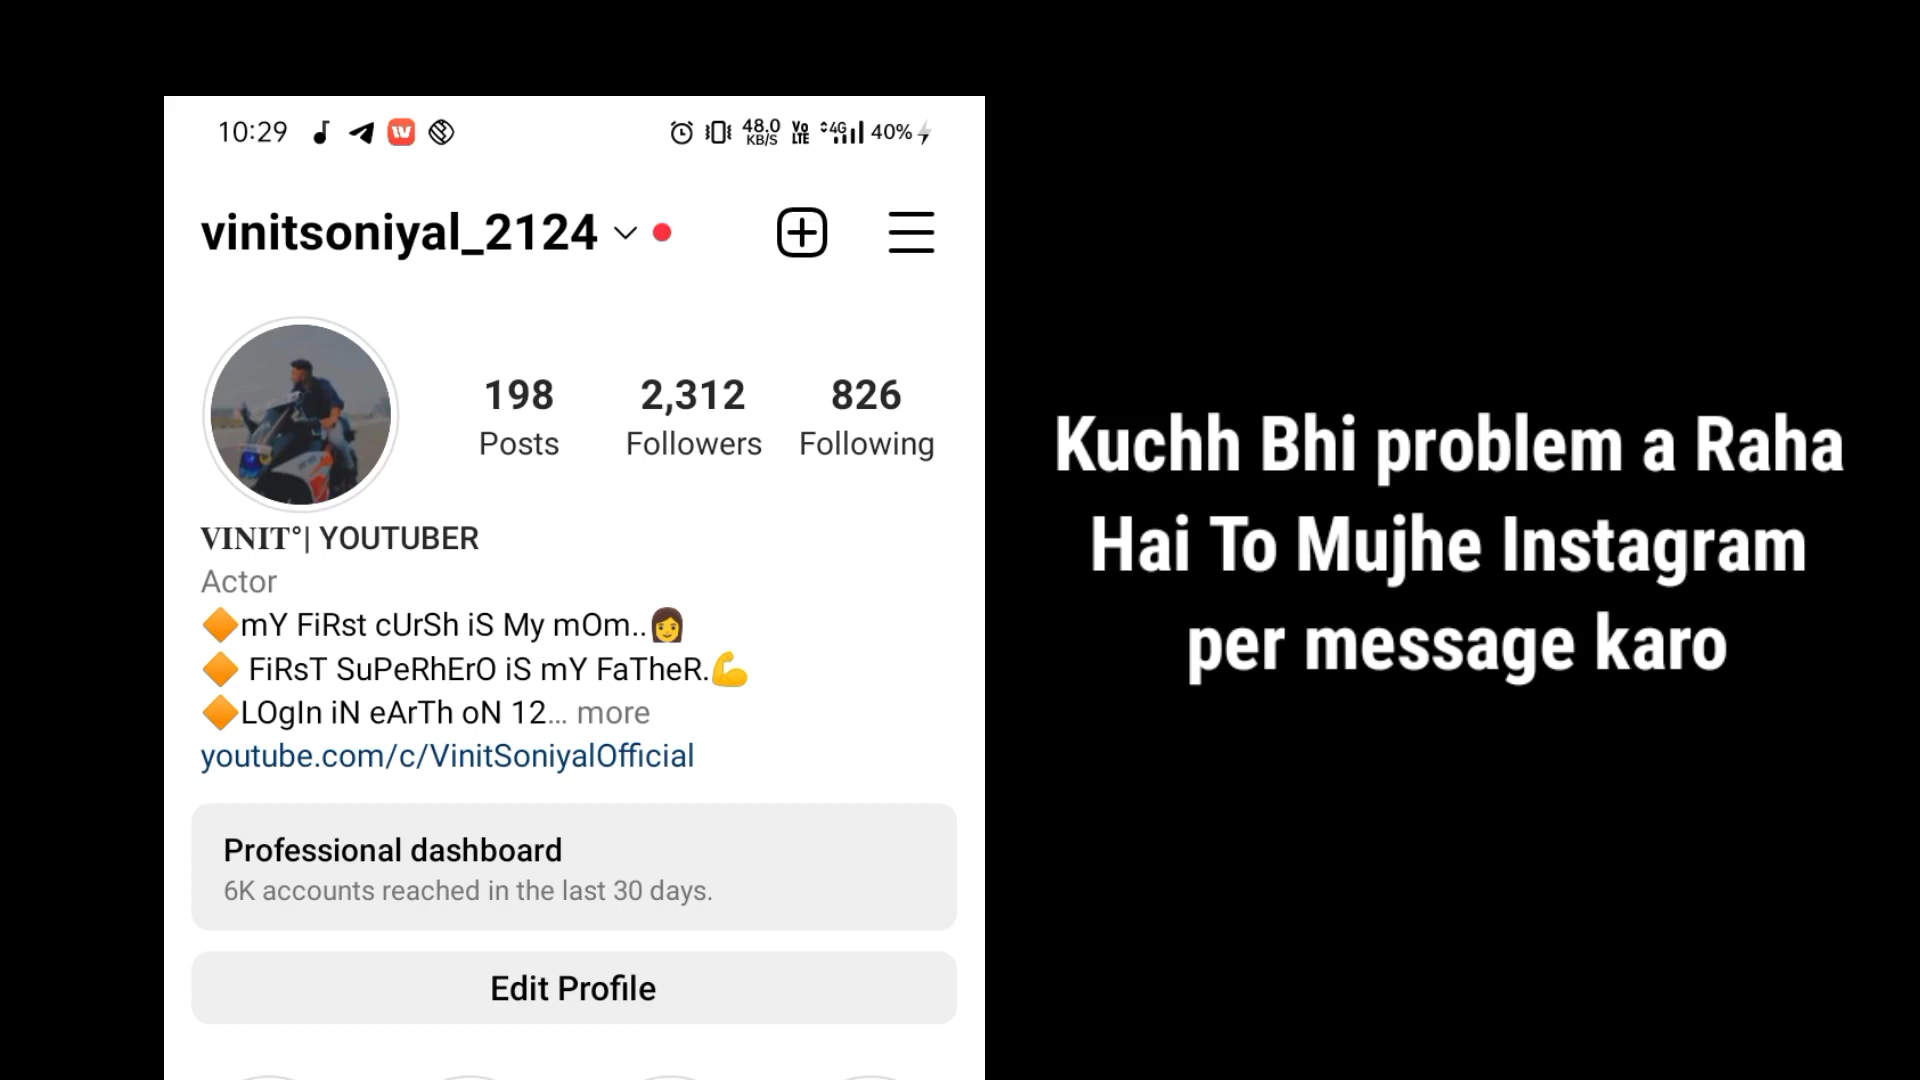 10:29 48.0 KB/S Vo LTE 4G 40%
vinitsoniyal_2124
198 2,312 826
Posts Followers Following
𝐕𝐈𝐍𝐈𝐓°| YOUTUBER
Actor
🔶mY FiRst cUrSh iS My mOm..👩
🔶 FiRsT SuPeRhErO iS mY FaTheR.💪
🔶LOgIn iN eArTh oN 12... more
youtube.com/c/VinitSoniyalOfficial
Professional dashboard
6K accounts reached in the last 30 days.
Edit Profile
Kuchh Bhi problem a Raha
Hai To Mujhe Instagram
per message karo